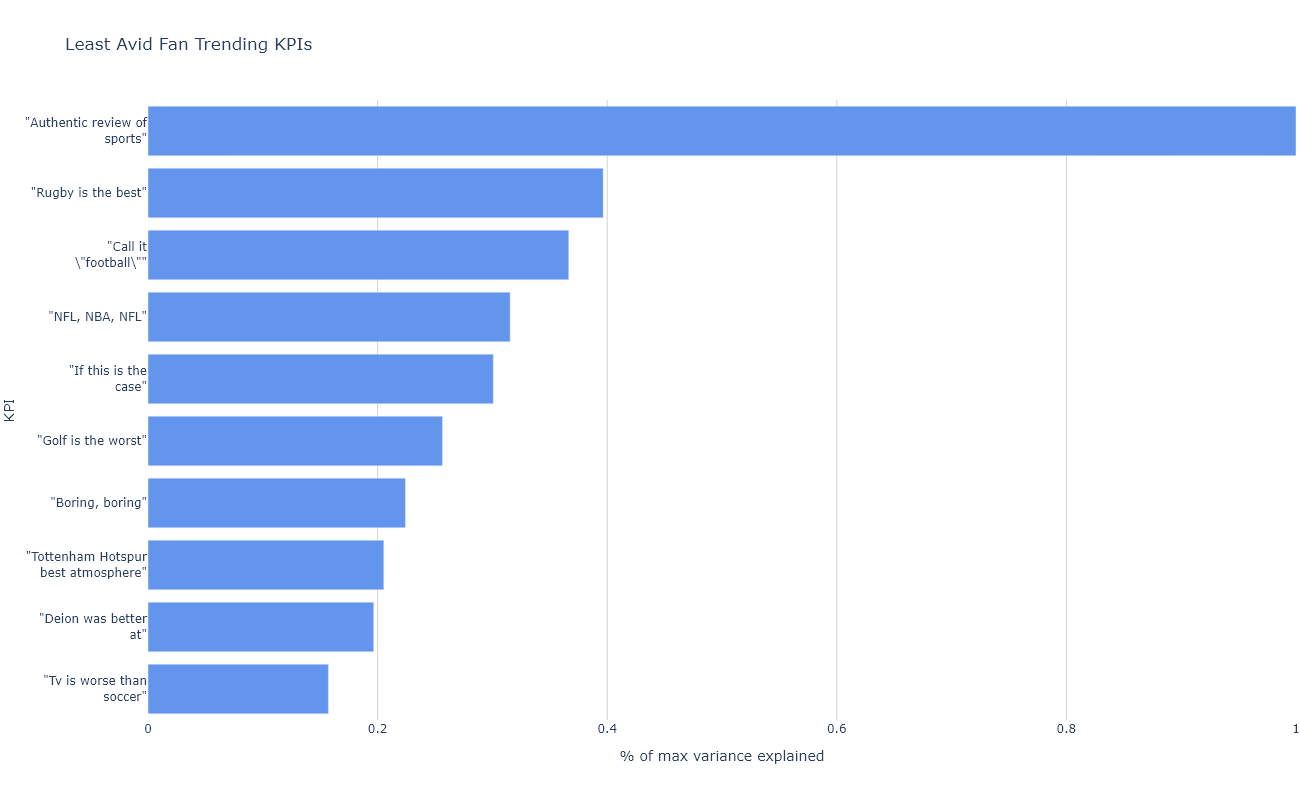 Least Avid Fan Trending KPIs
"Authentic review of
sports"
"Rugby is the best"
"Call it
\"football\""
"NFL, NBA, NFL"
"If this is the
case"
"Golf is the worst"
"Boring, boring"
"Tottenham Hotspur
best atmosphere"
"Deion was better
at"
"Tv is worse than
soccer"
KPI
0 0.2 0.4 0.6 0.8 1
% of max variance explained